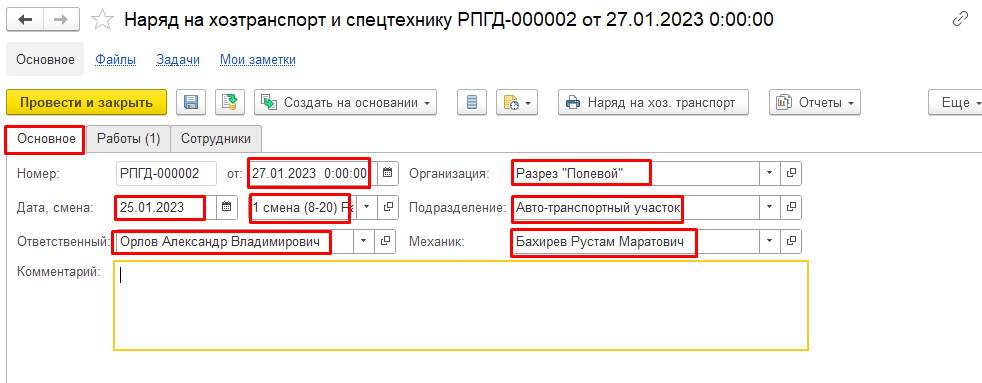 Наряд на хозтранспорт и спецтехнику РПГД-000002 от 27.01.2023 0:00:00
Основное Файлы Задачи Мои заметки
Провести и закрыть Создать на основании Наряд на хоз. транспорт Отчеты Еще
Основное Работы (1) Сотрудники
Номер: РПГД-000002 от: 27.01.2023 0:00:00 Организация: Разрез "Полевой"
Дата, смена: 25.01.2023 1 смена (8-20) Ра Подразделение: Авто-транспортный участок
Ответственный: Орлов Александр Владимирович Механик: Бахирев Рустам Маратович
Комментарий: